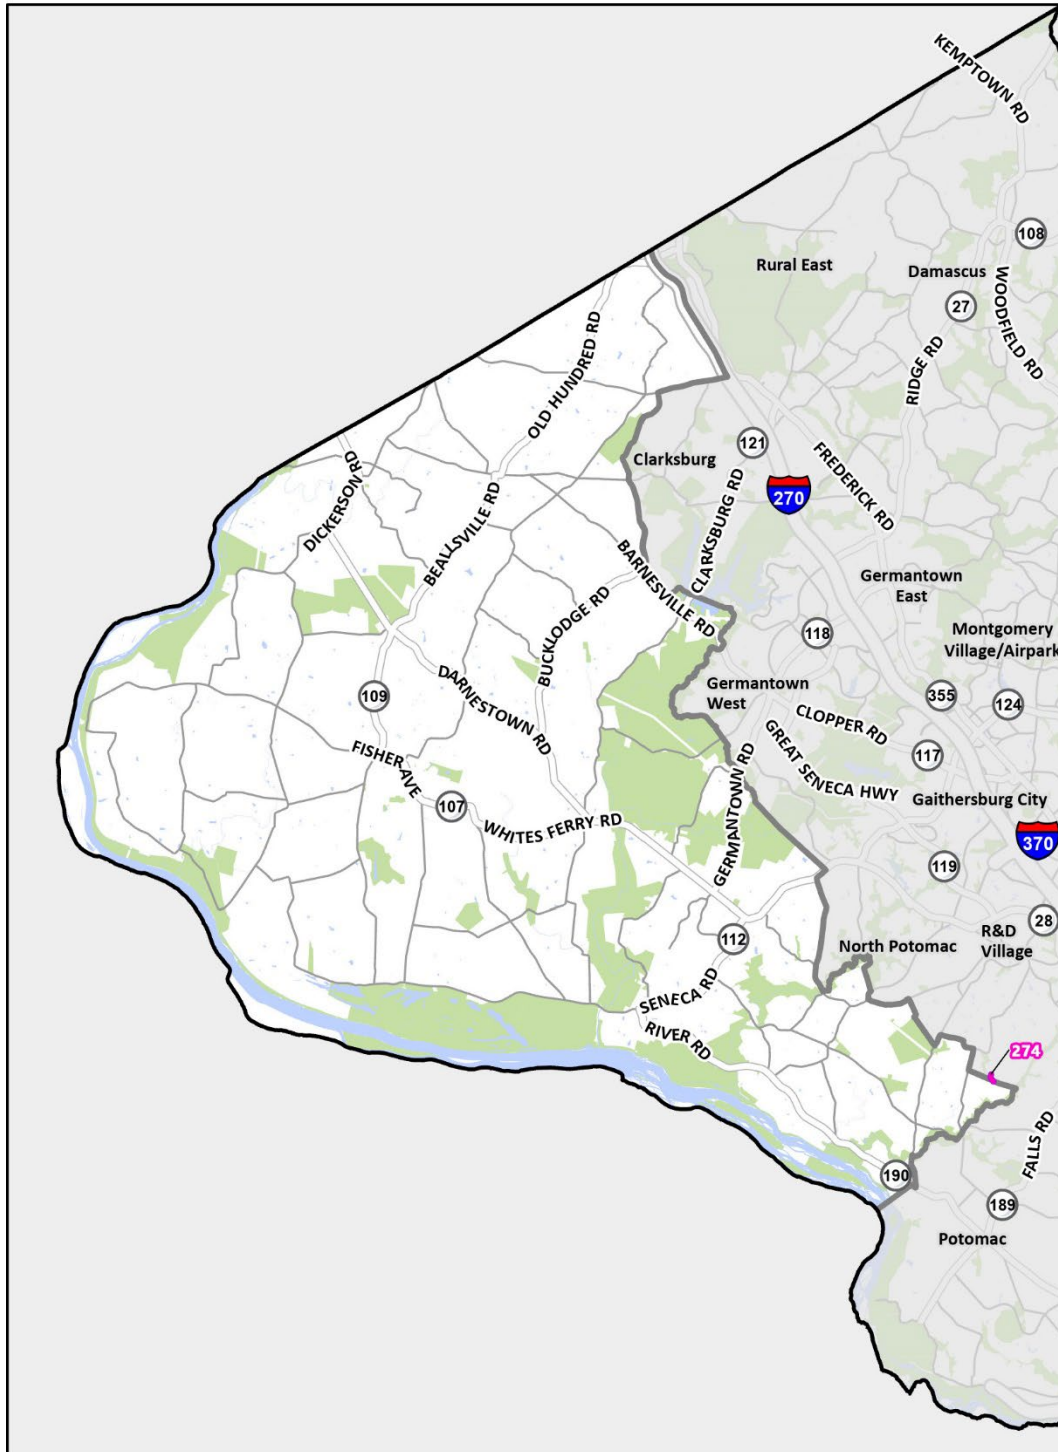 KEMPTOWN RD
108
Rural East
Damascus
27
WOODFIELD RD
RIDGE RD
OLD HUNDRED RD
121
Clarksburg
FREDERICK RD
270
CLARKSBURG RD
DICKERSON RD
BEALLSVILLE RD
BARNESVILLE RD
Germantown
East
BUCKLODGE RD
118
Montgomery
Village/Airpark
DARNESTOWN RD
109
Germantown
West
355
124
CLOPPER RD
117
GREAT SENECA HWY
FISHER AVE
GERMANTOWN RD
107
Gaithersburg City
WHITES FERRY RD
370
119
28
R&D
Village
112
North Potomac
SENECA RD
RIVER RD
274
FALLS RD
190
189
Potomac